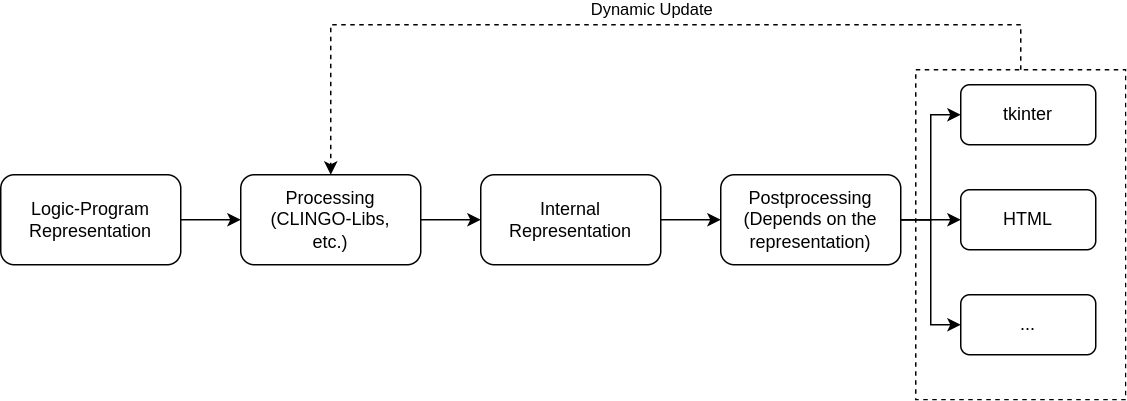 Dynamic Update
Logic-Program
Representation
Processing
(CLINGO-Libs,
etc.)
Internal
Representation
Postprocessing
(Depends on the
representation)
tkinter
HTML
...